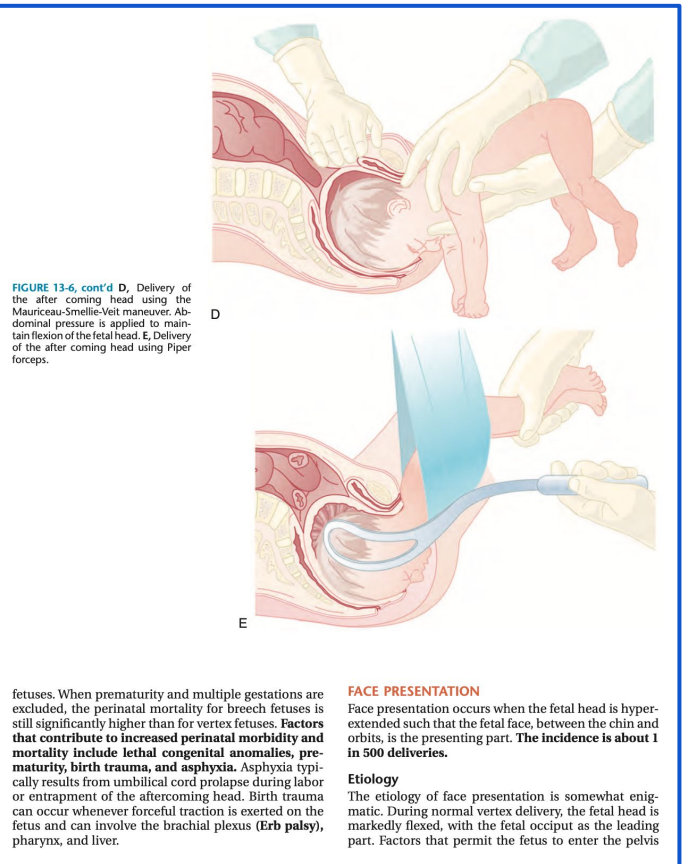 FIGURE 13-6, cont'd D, Delivery of
the after coming head using the
Mauriceau-Smellie-Veit maneuver. Ab-
dominal pressure is applied to main-
tain flexion of the fetal head. E, Delivery
of the after coming head using Piper
forceps.
D
E
fetuses. When prematurity and multiple gestations are
excluded, the perinatal mortality for breech fetuses is
still significantly higher than for vertex fetuses. Factors
that contribute to increased perinatal morbidity and
mortality include lethal congenital anomalies, pre-
maturity, birth trauma, and asphyxia. Asphyxia typi-
cally results from umbilical cord prolapse during labor
or entrapment of the aftercoming head. Birth trauma
can occur whenever forceful traction is exerted on the
fetus and can involve the brachial plexus (Erb palsy),
pharynx, and liver.
FACE PRESENTATION
Face presentation occurs when the fetal head is hyper-
extended such that the fetal face, between the chin and
orbits, is the presenting part. The incidence is about 1
in 500 deliveries.
Etiology
The etiology of face presentation is somewhat enig-
matic. During normal vertex delivery, the fetal head is
markedly flexed, with the fetal occiput as the leading
part. Factors that permit the fetus to enter the pelvis